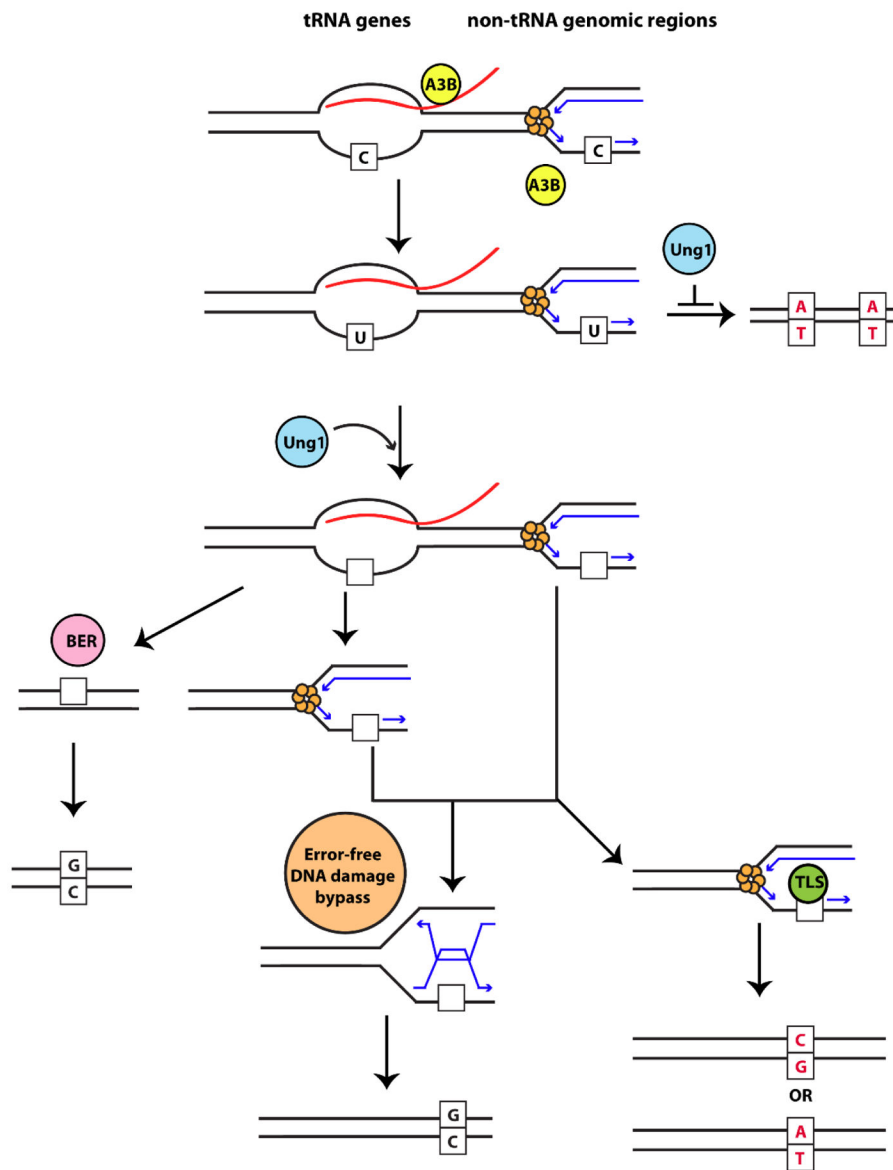 tRNA genes non-tRNA genomic regions
A3B
C
C
A3B
Ung1
U
U
A A
T T
Ung1
BER
G
C
Error-free
DNA damage
bypass
TLS
G
C
C
G
OR
A
T